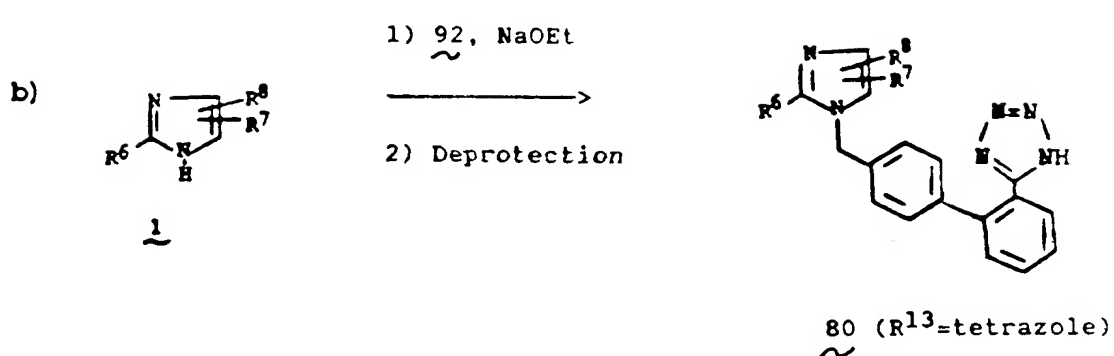 1) 92, NaOEt
b)
2) Deprotection
N
R⁸
R⁷
R⁶
N
H
1
N
R⁸
R⁷
R⁶
N
N=N
N
NH
80 (R¹³=tetrazole)